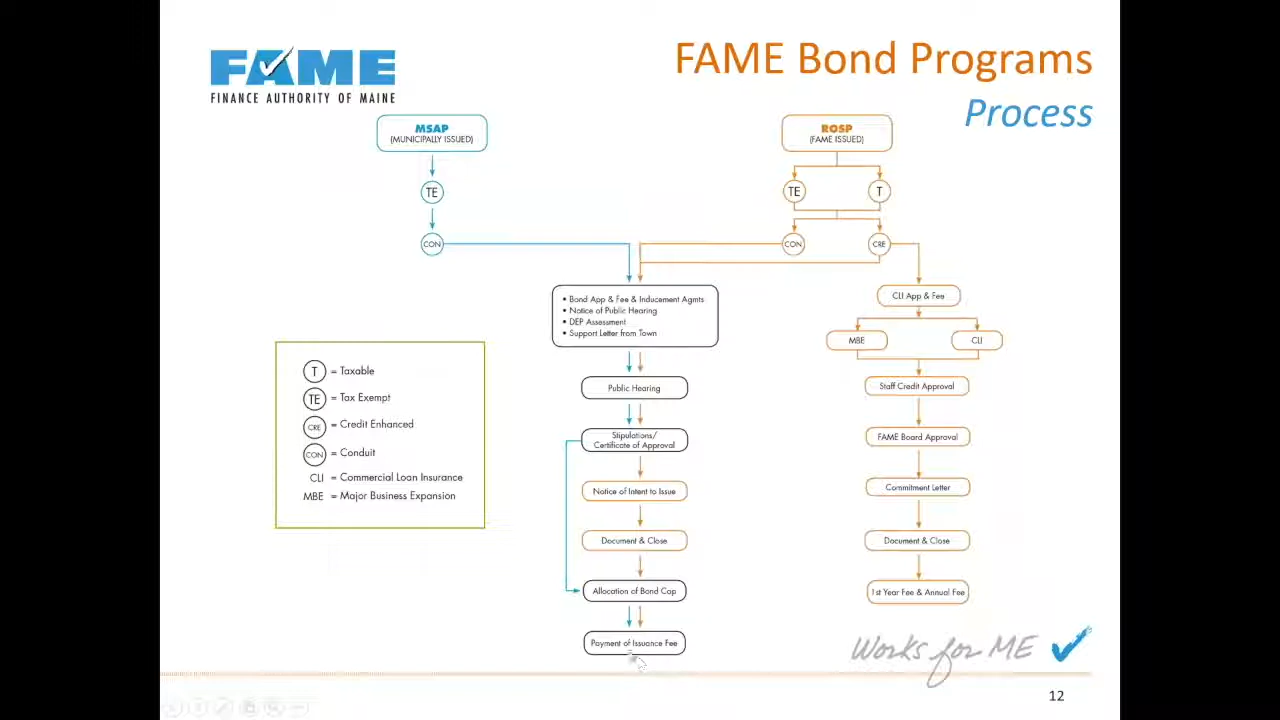 FAME
FINANCE AUTHORITY OF MAINE
FAME Bond Programs
Process
MSAP
(MUNICIPALLY ISSUED)
TE
CON
ROSP
(FAME ISSUED)
TE
T
CON
CRE
• Bond App & Fee & Inducement Agmts
• Notice of Public Hearing
• DEP Assessment
• Support Letter from Town
Public Hearing
Stipulations/
Certificate of Approval
Notice of Intent to Issue
Document & Close
Allocation of Bond Cap
Payment of Issuance Fee
CLI App & Fee
MBE
CLI
Staff Credit Approval
FAME Board Approval
Commitment Letter
Document & Close
1st Year Fee & Annual Fee
T = Taxable
TE = Tax Exempt
CRE = Credit Enhanced
CON = Conduit
CLI = Commercial Loan Insurance
MBE = Major Business Expansion
Works for ME
12